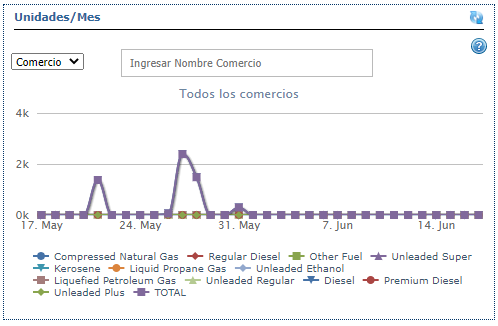 Unidades/Mes
Comercio
Ingresar Nombre Comercio
Todos los comercios
4k
2k
0k
17. May 24. May 31. May 7. Jun 14. Jun
Compressed Natural Gas Regular Diesel Other Fuel Unleaded Super
Kerosene Liquid Propane Gas Unleaded Ethanol
Liquefied Petroleum Gas Unleaded Regular Diesel Premium Diesel
Unleaded Plus TOTAL